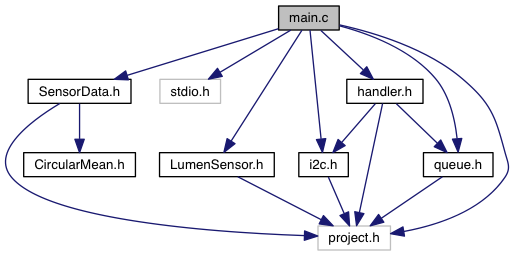 main.c
SensorData.h
stdio.h
handler.h
CircularMean.h
LumenSensor.h
i2c.h
queue.h
project.h